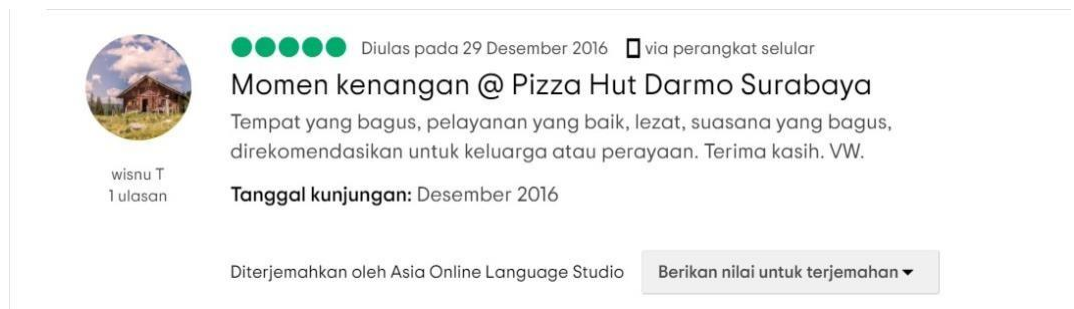 Diulas pada 29 Desember 2016 via perangkat selular
Momen kenangan @ Pizza Hut Darmo Surabaya
Tempat yang bagus, pelayanan yang baik, lezat, suasana yang bagus,
direkomendasikan untuk keluarga atau perayaan. Terima kasih. VW.
wisnu T
1 ulasan
Tanggal kunjungan: Desember 2016
Diterjemahkan oleh Asia Online Language Studio
Berikan nilai untuk terjemahan